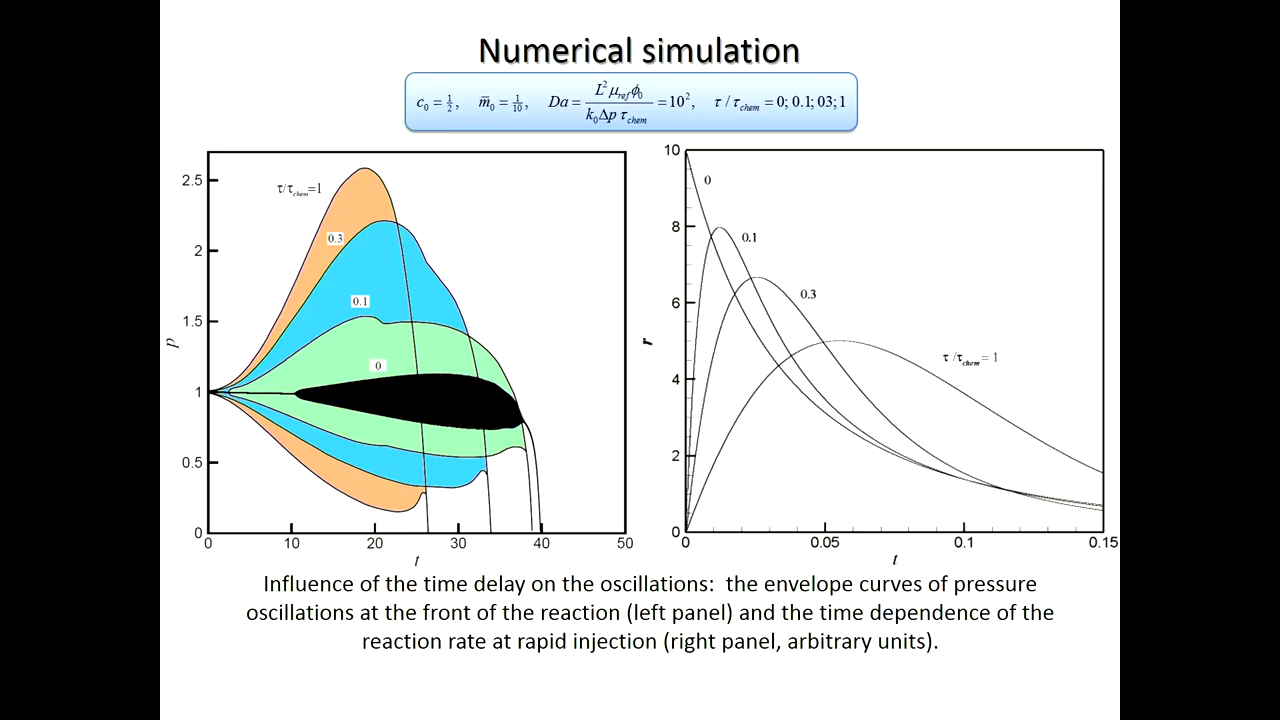 Numerical simulation
c₀ = ½, m̄₀ = 1/10, Da = L²μ_ref ϕ₀ / k₀Δp τ_chem = 10², τ / τ_chem = 0; 0.1; 03; 1
2.5
2
1.5
1
0.5
0
p
τ/τ_chem=1
0.3
0.1
0
0
10
20
30
40
50
t
10
8
6
4
2
0
r
0
0.1
0.3
τ /τ_chem = 1
0
0.05
0.1
0.15
t
Influence of the time delay on the oscillations: the envelope curves of pressure
oscillations at the front of the reaction (left panel) and the time dependence of the
reaction rate at rapid injection (right panel, arbitrary units).